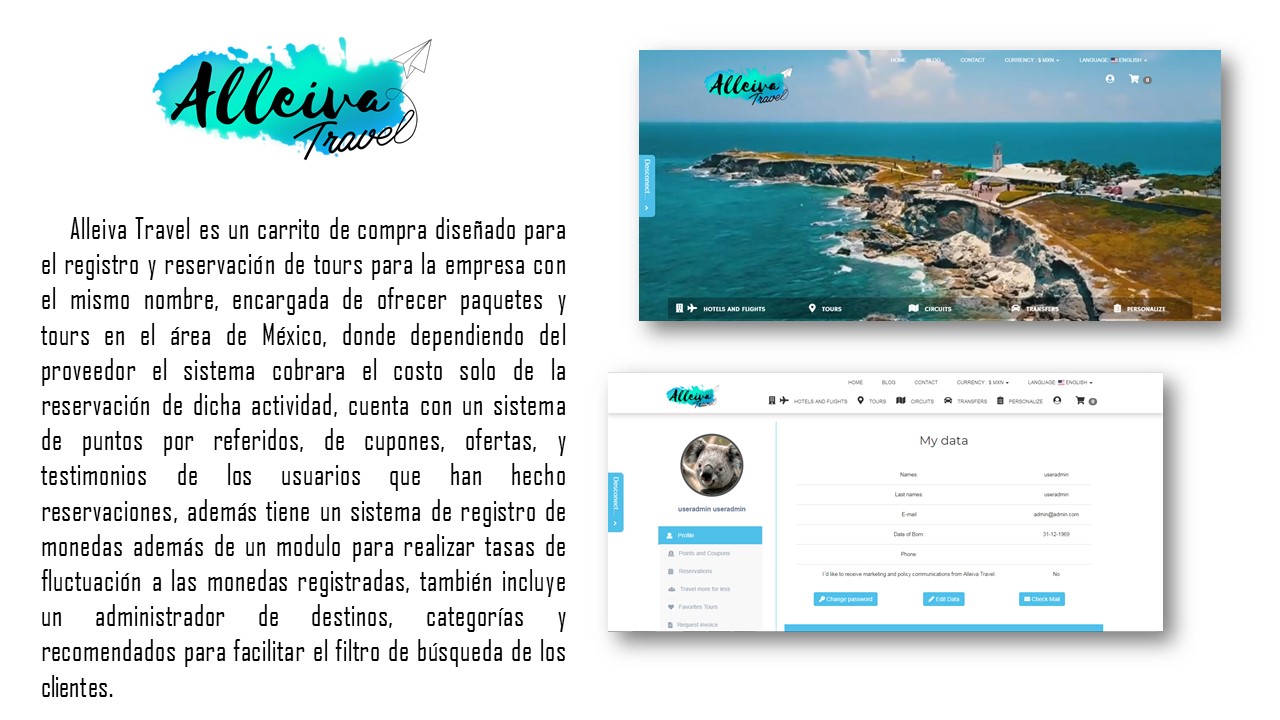 Alleiva
Travel
Alleiva Travel es un carrito de compra diseñado para
el registro y reservación de tours para la empresa con
el mismo nombre, encargada de ofrecer paquetes y
tours en el área de México, donde dependiendo del
proveedor el sistema cobrara el costo solo de la
reservación de dicha actividad, cuenta con un sistema
de puntos por referidos, de cupones, ofertas, y
testimonios de los usuarios que han hecho
reservaciones, además tiene un sistema de registro de
monedas además de un modulo para realizar tasas de
fluctuación a las monedas registradas, también incluye
un administrador de destinos, categorías y
recomendados para facilitar el filtro de búsqueda de los
clientes.
HOME BLOG CONTACT CURRENCY : $ MXN LANGUAGE: ENGLISH
Alleiva
Travel
0
Desconect...
HOTELS AND FLIGHTS TOURS CIRCUITS TRANSFERS PERSONALIZE
HOME BLOG CONTACT CURRENCY : $ MXN LANGUAGE: ENGLISH
Alleiva
Travel
HOTELS AND FLIGHTS TOURS CIRCUITS TRANSFERS PERSONALIZE 0
Desconect...
useradmin useradmin
Profile
Points and Coupons
Reservations
Travel more for less
Favorites Tours
Request invoice
My data
Names: useradmin
Last names: useradmin
E-mail admin@admin.com
Date of Born: 31-12-1969
Phone:
I'd like to receive marketing and policy communications from Alleiva Travel: No
Change password Edit Data Check Mail